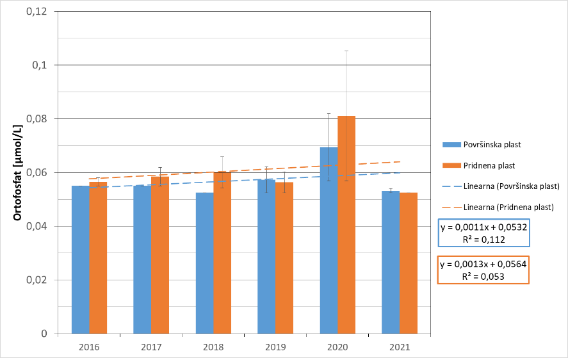 0,12
0,1
0,08
0,06
0,04
0,02
0
Ortofosfat [µmol/L]
2016 2017 2018 2019 2020 2021
Površinska plast
Pridnena plast
Linearna (Površinska plast)
Linearna (Pridnena plast)
y = 0,0011x + 0,0532
R² = 0,112
y = 0,0013x + 0,0564
R² = 0,053